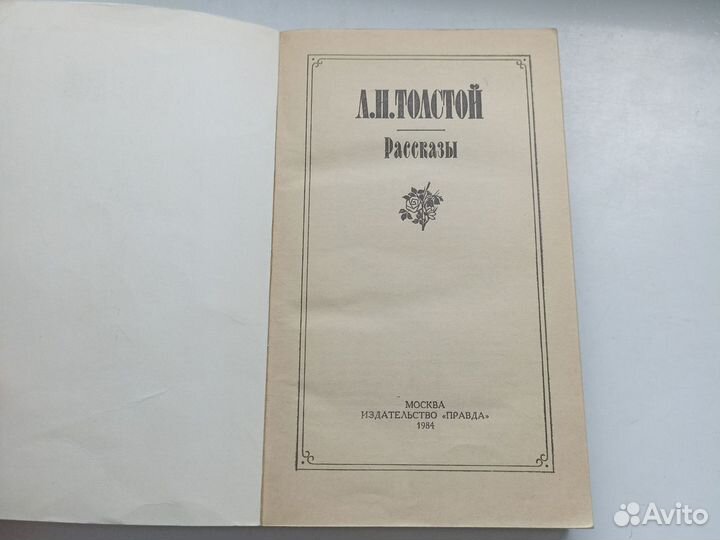 А.Н.ТОЛСТОЙ
Рассказы
МОСКВА
ИЗДАТЕЛЬСТВО «ПРАВДА»
1984
Avito